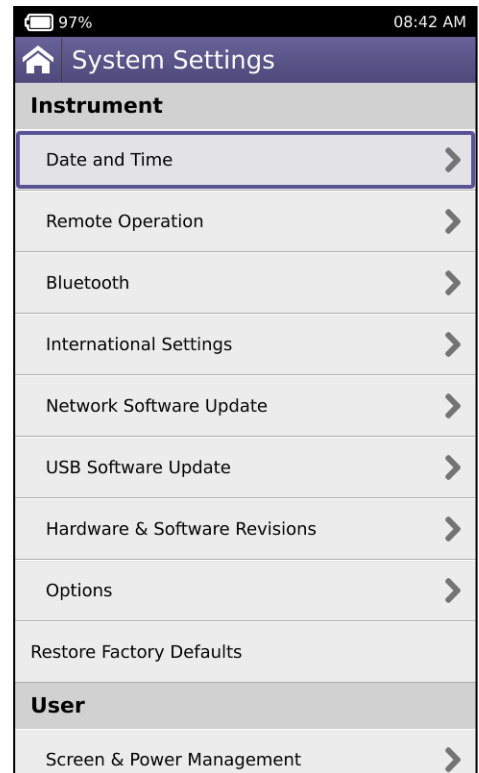 97% 08:42 AM
System Settings
Instrument
Date and Time
Remote Operation
Bluetooth
International Settings
Network Software Update
USB Software Update
Hardware & Software Revisions
Options
Restore Factory Defaults
User
Screen & Power Management